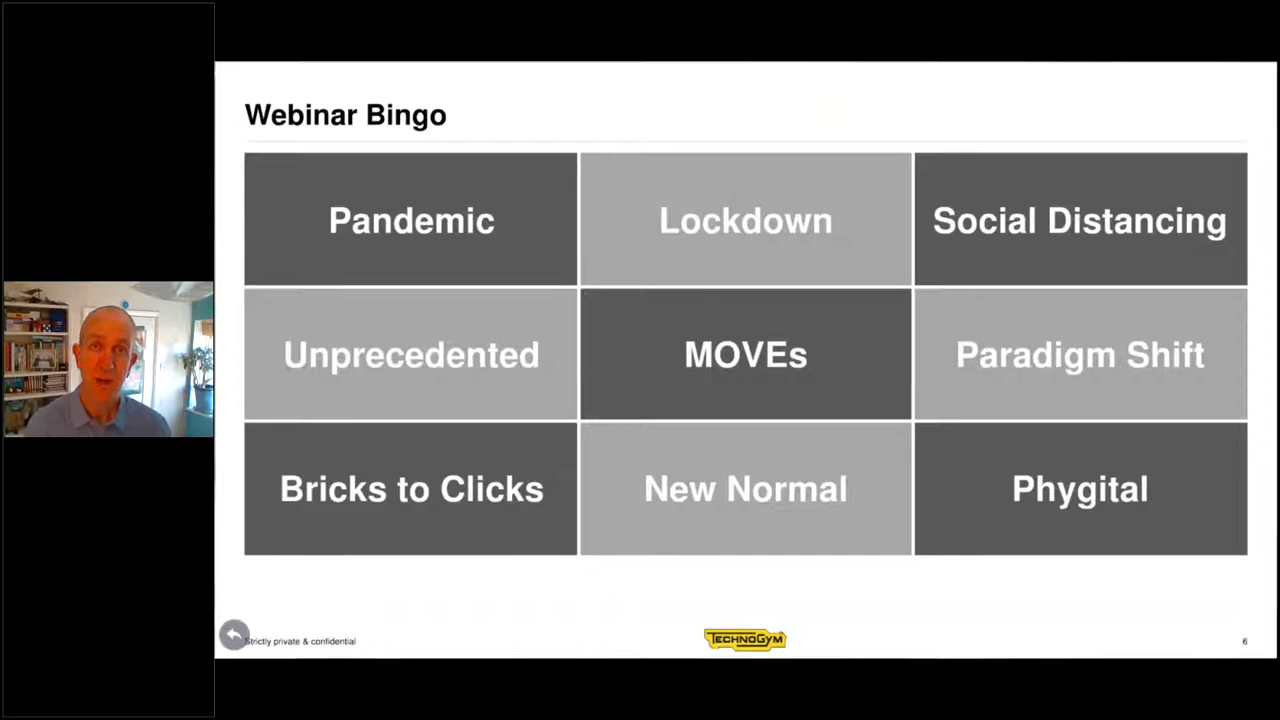 Webinar Bingo
Pandemic
Lockdown
Social Distancing
Unprecedented
MOVEs
Paradigm Shift
Bricks to Clicks
New Normal
Phygital
Strictly private & confidential
TECHNOGYM
6